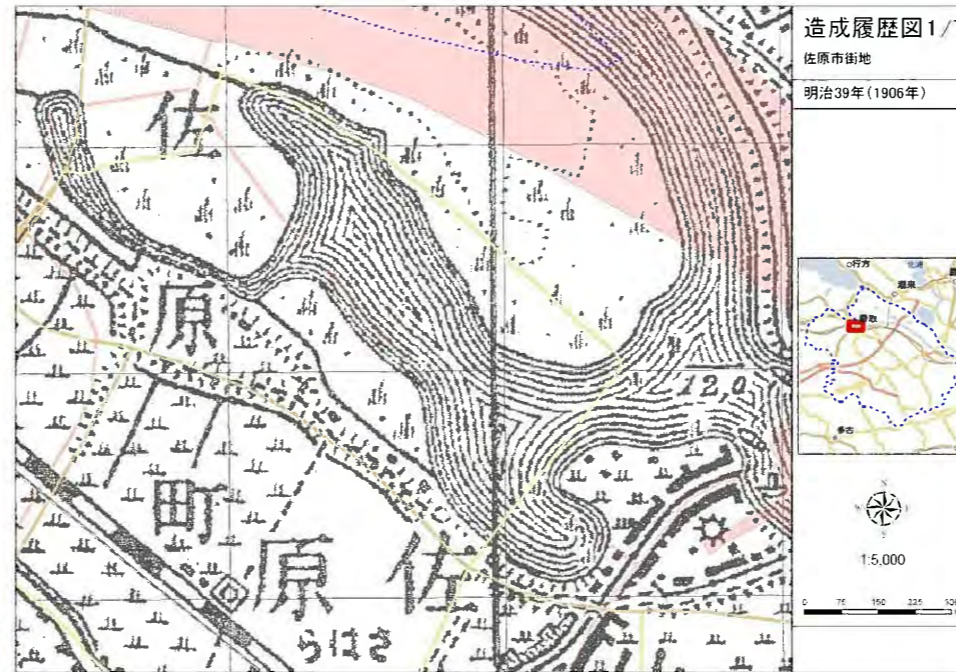 造成履歴図1/
佐原市街地
明治39年(1906年)
佐
原
町
佐原
さはら
12,0
行方
潮来
香取
多古
N
S
1:5,000
0 75 150 225 300